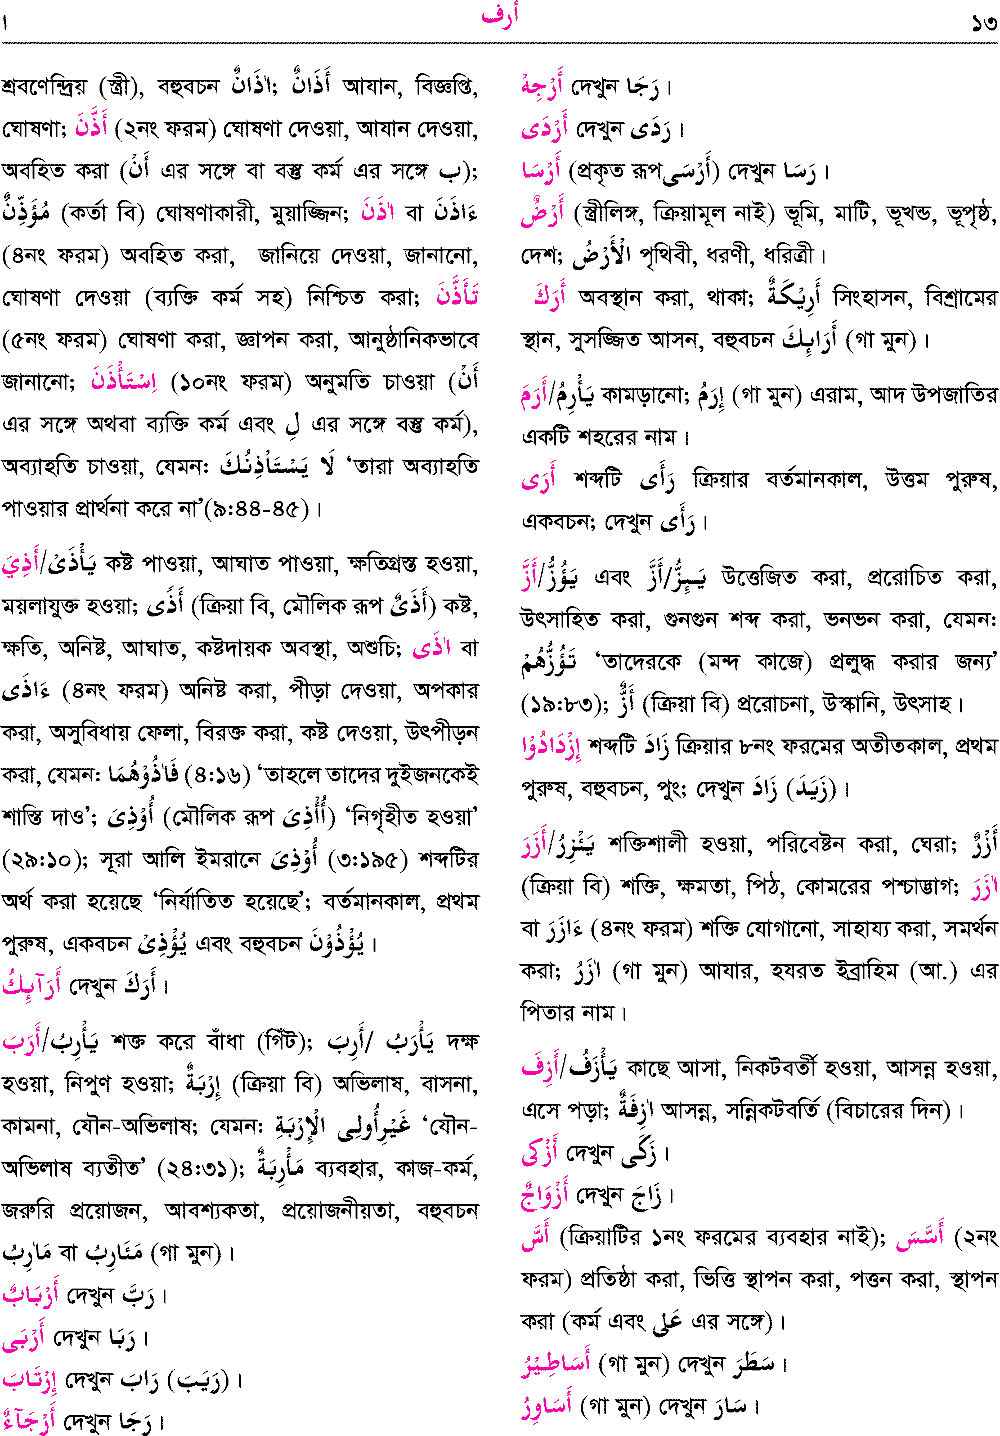 ١ أرف ১৩
শ্রবণেন্দ্রিয় (স্ত্রী), বহুবচন اٰذَانٌ; أَذَانٌ আযান, বিজ্ঞপ্তি,
ঘোষণা; أَذَّنَ (২নং ফরম) ঘোষণা দেওয়া, আযান দেওয়া,
অবহিত করা (أَنْ এর সঙ্গে বা বস্তু কর্ম এর সঙ্গে ب);
مُؤَذِّنٌ (কর্তা বি) ঘোষণাকারী, মুয়াজ্জিন; اٰذَنَ বা ءَاذَنَ
(৪নং ফরম) অবহিত করা, জানিয়ে দেওয়া, জানানো,
ঘোষণা দেওয়া (ব্যক্তি কর্ম সহ) নিশ্চিত করা; تَأَذَّنَ
(৫নং ফরম) ঘোষণা করা, জ্ঞাপন করা, আনুষ্ঠানিকভাবে
জানানো; اِسْتَأْذَنَ (১০নং ফরম) অনুমতি চাওয়া (أَنْ
এর সঙ্গে অথবা ব্যক্তি কর্ম এবং لِ এর সঙ্গে বস্তু কর্ম),
অব্যাহতি চাওয়া, যেমন: لَا يَسْتَاْذِنُكَ ‘তারা অব্যাহতি
পাওয়ার প্রার্থনা করে না’(৯:৪৪-৪৫)।
أَذِيَ/يَأْذَىْ কষ্ট পাওয়া, আঘাত পাওয়া, ক্ষতিগ্রস্ত হওয়া,
ময়লাযুক্ত হওয়া; أَذًى (ক্রিয়া বি, মৌলিক রূপ أَذَىٌ) কষ্ট,
ক্ষতি, অনিষ্ট, আঘাত, কষ্টদায়ক অবস্থা, অশুচি; اٰذَى বা
ءَاذَى (৪নং ফরম) অনিষ্ট করা, পীড়া দেওয়া, অপকার
করা, অসুবিধায় ফেলা, বিরক্ত করা, কষ্ট দেওয়া, উৎপীড়ন
করা, যেমন: فَاٰذُوْهُمَا (৪:১৬) ‘তাহলে তাদের দুইজনকেই
শাস্তি দাও’; أُوْذِىَ (মৌলিক রূপ أُأْذِىَ) ‘নিগৃহীত হওয়া’
(২৯:১০); সূরা আলি ইমরানে أُوْذِىَ (৩:১৯৫) শব্দটির
অর্থ করা হয়েছে ‘নির্যাতিত হয়েছে’; বর্তমানকাল, প্রথম
পুরুষ, একবচন يُؤْذِىْ এবং বহুবচন يُؤْذُوْنَ।
أَرَآئِكُ দেখুন أَرَكَ।
أَرَبَ/يَأْرِبُ শক্ত করে বাঁধা (গিঁট); أَرِبَ/ يَأْرَبُ দক্ষ
হওয়া, নিপুণ হওয়া; إِرْبَةٌ (ক্রিয়া বি) অভিলাষ, বাসনা,
কামনা, যৌন-অভিলাষ; যেমন: غَيْرِأُولِى الْإِرْبَةِ ‘যৌন-
অভিলাষ ব্যতীত’ (২৪:৩১); مَأْرِبَةٌ ব্যবহার, কাজ-কর্ম,
জরুরি প্রয়োজন, আবশ্যকতা, প্রয়োজনীয়তা, বহুবচন
مَاٰرِبُ বা مَئَارِبُ (গা মুন)।
أَرْبَابٌ দেখুন رَبَّ।
أَرْبَى দেখুন رَبَا।
إِرْتَابَ দেখুন رَابَ (رَيَبَ)।
أَرْجَآءٌ দেখুন رَجَا।
أَرْجِهْ দেখুন رَجَا।
أَرْدَى দেখুন رَدَى।
أَرْسَا (প্রকৃত রূপأَرْسَى) দেখুন رَسَا।
أَرْضٌ (স্ত্রীলিঙ্গ, ক্রিয়ামূল নাই) ভূমি, মাটি, ভূখন্ড, ভূপৃষ্ঠ,
দেশ; الْأَرْضُ পৃথিবী, ধরণী, ধরিত্রী।
أَرَكَ অবস্থান করা, থাকা; أَرِيْكَةٌ সিংহাসন, বিশ্রামের
স্থান, সুসজ্জিত আসন, বহুবচন أَرَايِكَ (গা মুন)।
أَرَمَ/يَأْرِمُ কামড়ানো; إِرَمُ (গা মুন) এরাম, আদ উপজাতির
একটি শহরের নাম।
أَرَى শব্দটি رَأَى ক্রিয়ার বর্তমানকাল, উত্তম পুরুষ,
একবচন; দেখুন رَأَى।
أَزَّ/يَؤُزُّ এবং أَزَّ/يَئِزُّ উত্তেজিত করা, প্ররোচিত করা,
উৎসাহিত করা, গুনগুন শব্দ করা, ভনভন করা, যেমন:
تَؤُزُّهُمْ ‘তাদেরকে (মন্দ কাজে) প্রলুব্ধ করার জন্য’
(১৯:৮৩); أَزٌّ (ক্রিয়া বি) প্ররোচনা, উস্কানি, উৎসাহ।
إِزْدَادُوْا শব্দটি زَادَ ক্রিয়ার ৮নং ফরমের অতীতকাল, প্রথম
পুরুষ, বহুবচন, পুং; দেখুন زَادَ (زَيَدَ)।
أَزَرَ/يَئْزِرُ শক্তিশালী হওয়া, পরিবেষ্টন করা, ঘেরা; أَزْرٌ
(ক্রিয়া বি) শক্তি, ক্ষমতা, পিঠ, কোমরের পশ্চাদ্ভাগ; اٰزَرَ
বা ءَازَرَ (৪নং ফরম) শক্তি যোগানো, সাহায্য করা, সমর্থন
করা; اٰزَرُ (গা মুন) আযার, হযরত ইব্রাহিম (আ.) এর
পিতার নাম।
أَزِفَ/يَأْزَفُ কাছে আসা, নিকটবর্তী হওয়া, আসন্ন হওয়া,
এসে পড়া; اٰزِفَةٌ আসন্ন, সন্নিকটবর্তি (বিচারের দিন)।
أَزْكى দেখুন زَكَى।
أَزْوَاجٌ দেখুন زَاجَ।
أَسَّ (ক্রিয়াটির ১নং ফরমের ব্যবহার নাই); أَسَّسَ (২নং
ফরম) প্রতিষ্ঠা করা, ভিত্তি স্থাপন করা, পত্তন করা, স্থাপন
করা (কর্ম এবং عَلى এর সঙ্গে)।
أَسَاطِيْرُ (গা মুন) দেখুন سَطَرَ।
أَسَاوِرُ (গা মুন) দেখুন سَارَ।